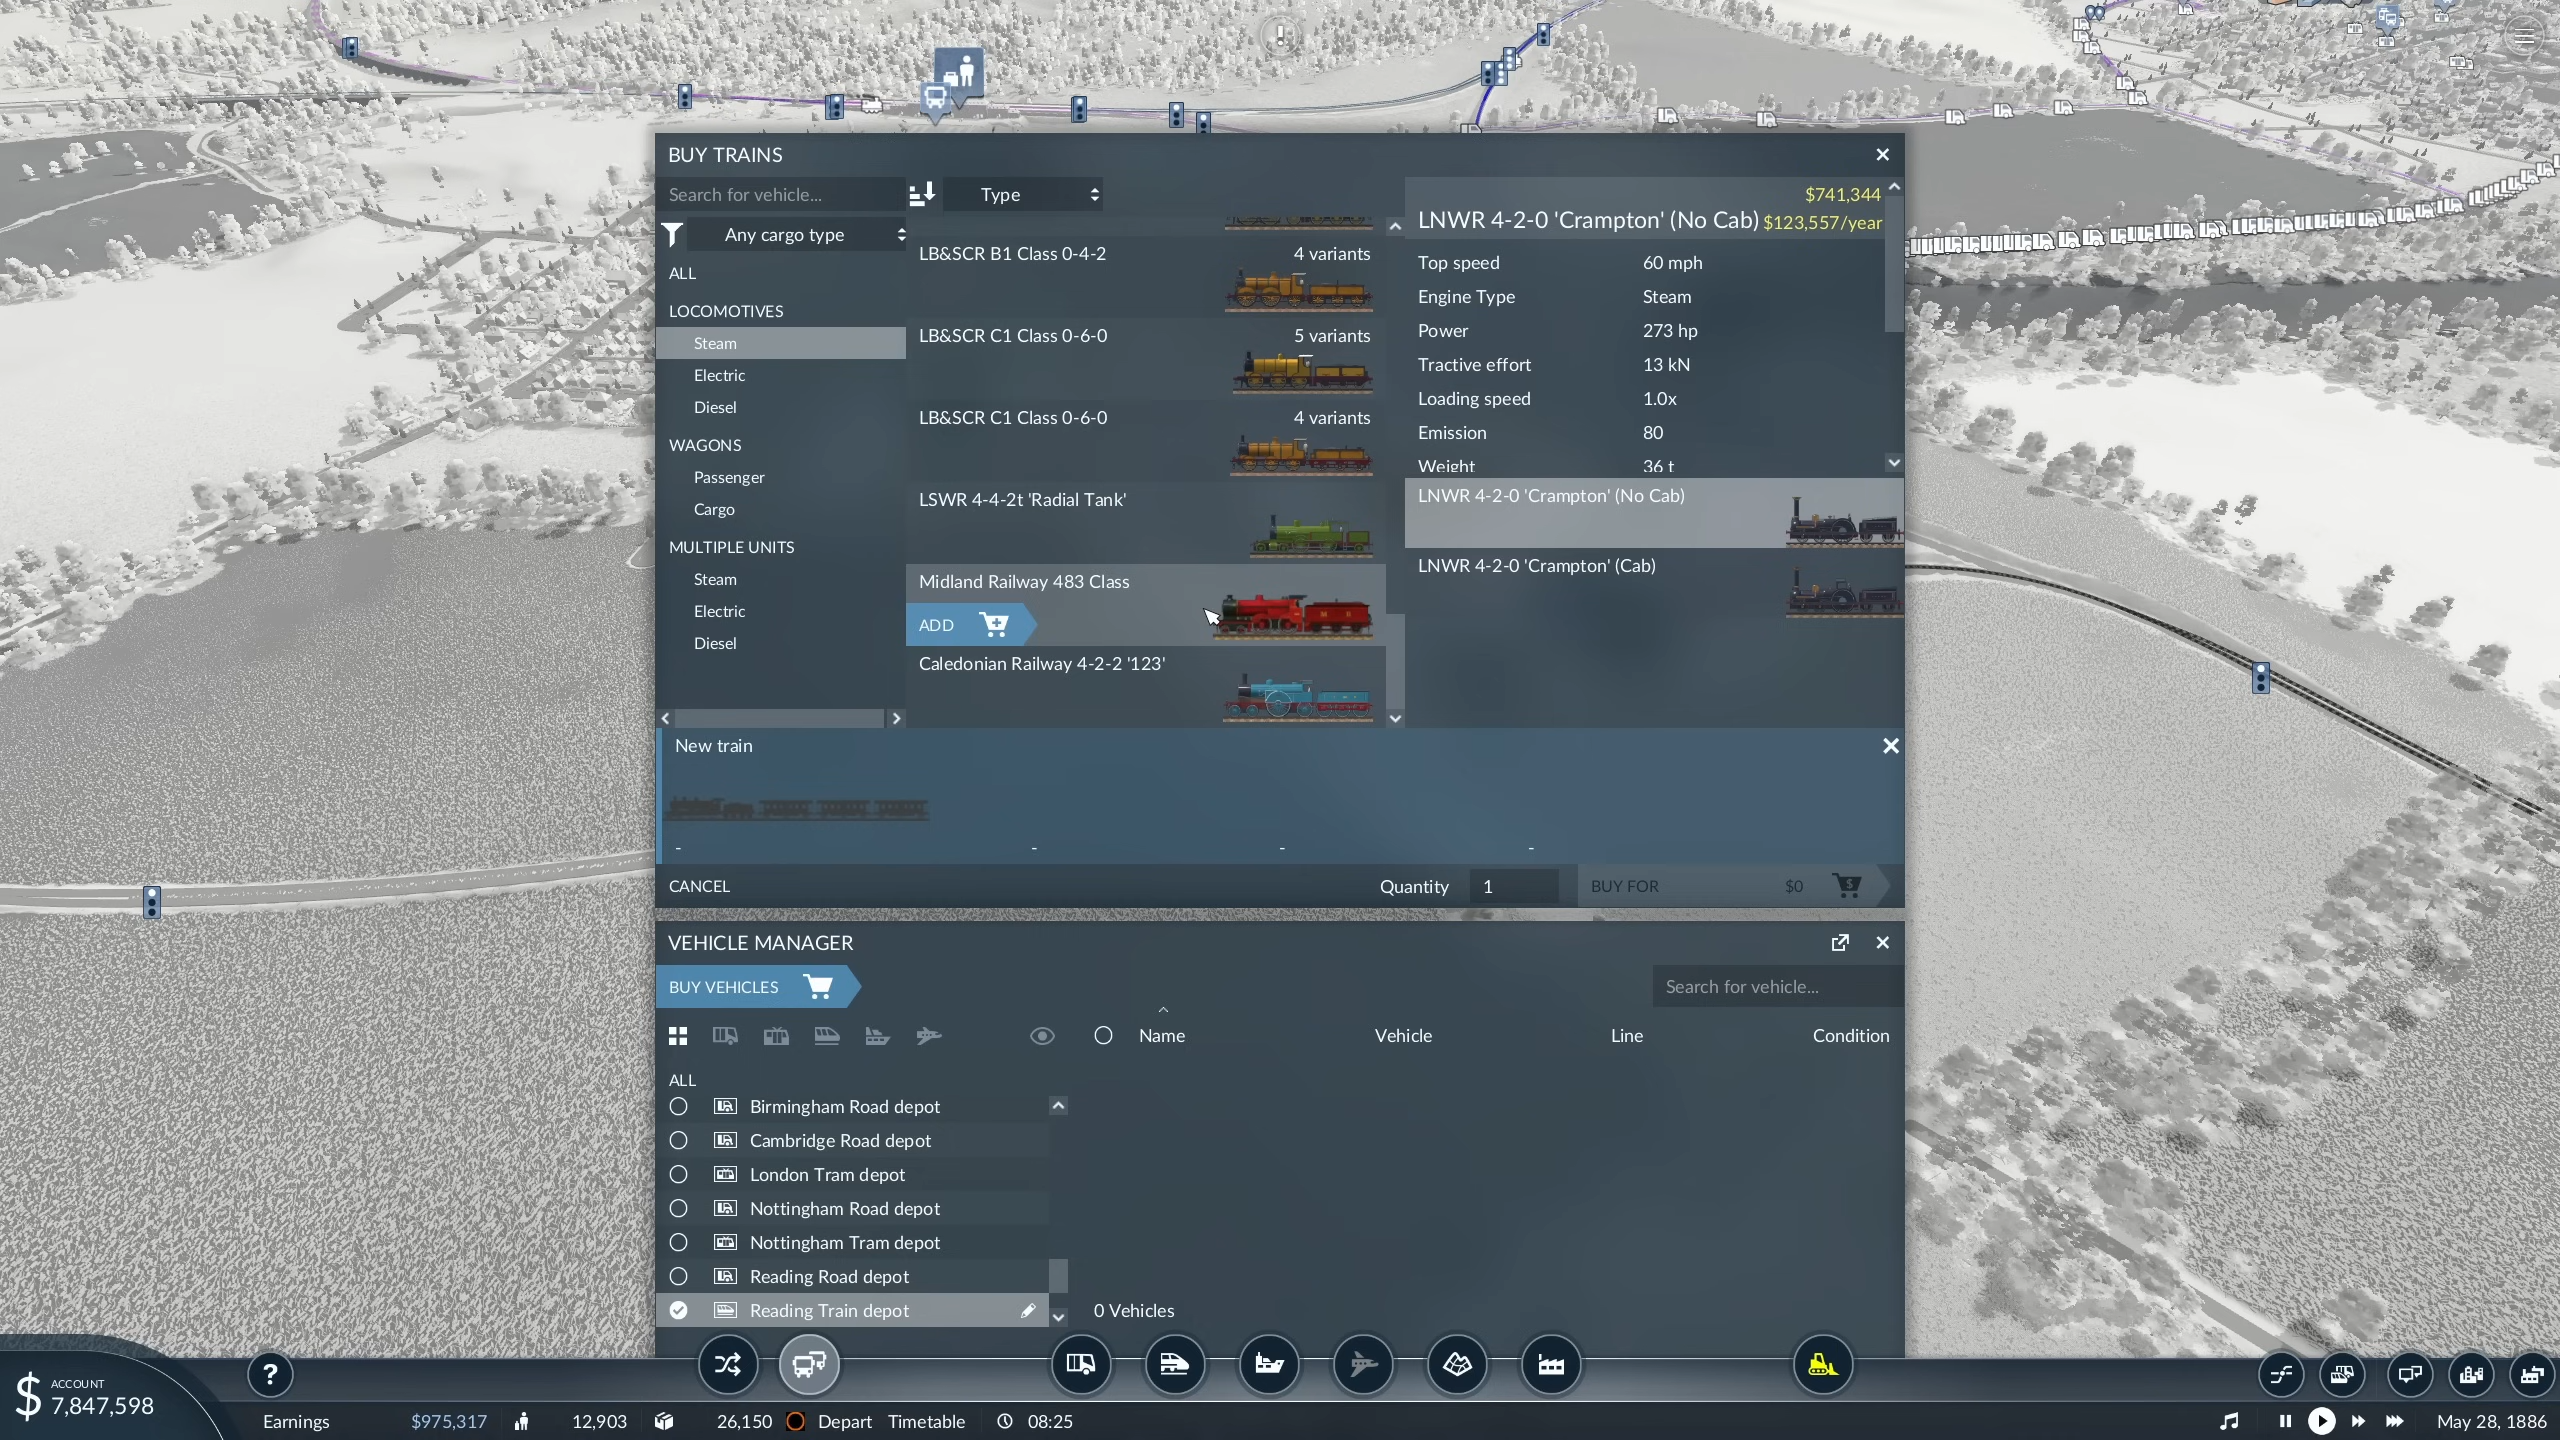 BUY TRAINS
Search for vehicle...
Type
Any cargo type
ALL
LOCOMOTIVES
Steam
Electric
Diesel
WAGONS
Passenger
Cargo
MULTIPLE UNITS
Steam
Electric
Diesel
LB&SCR B1 Class 0-4-2
4 variants
LB&SCR C1 Class 0-6-0
5 variants
LB&SCR C1 Class 0-6-0
4 variants
LSWR 4-4-2t 'Radial Tank'
Midland Railway 483 Class
ADD
M R
Caledonian Railway 4-2-2 '123'
$741,344
LNWR 4-2-0 'Crampton' (No Cab) $123,557/year
Top speed 60 mph
Engine Type Steam
Power 273 hp
Tractive effort 13 kN
Loading speed 1.0x
Emission 80
Weight 36 t
LNWR 4-2-0 'Crampton' (No Cab)
LNWR 4-2-0 'Crampton' (Cab)
New train
- - - -
CANCEL
Quantity 1
BUY FOR $0
VEHICLE MANAGER
BUY VEHICLES
Search for vehicle...
Name Vehicle Line Condition
ALL
Birmingham Road depot
Cambridge Road depot
London Tram depot
Nottingham Road depot
Nottingham Tram depot
Reading Road depot
Reading Train depot
0 Vehicles
?
$ ACCOUNT
7,847,598
Earnings $975,317 12,903 26,150 Depart Timetable 08:25
May 28, 1886